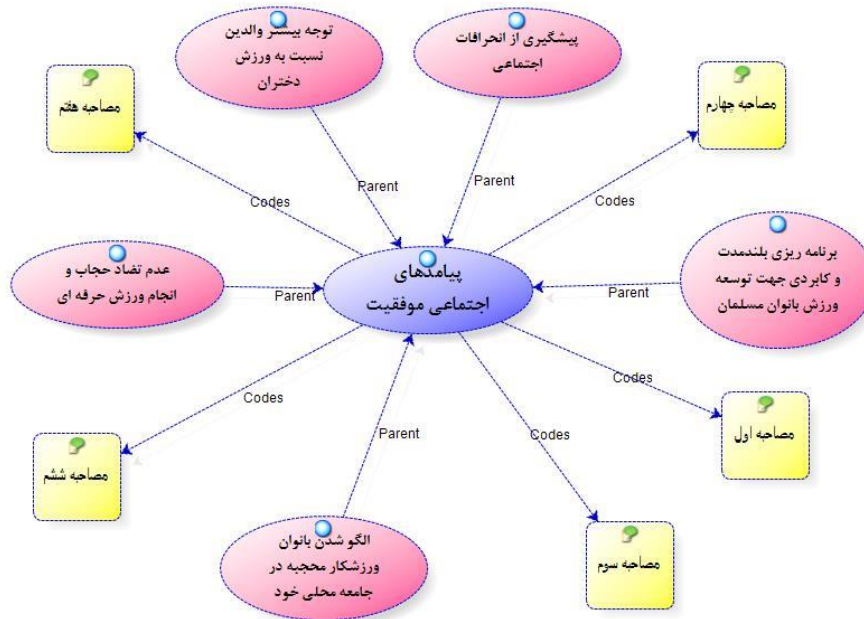 توجه بیشتر والدین
نسبت به ورزش
دختران
پیشگیری از انحرافات
اجتماعی
مصاحبه هفتم
مصاحبه چهارم
Parent
Parent
Codes
Codes
عدم تضاد حجاب و
انجام ورزش حرفه ای
پیامدهای
اجتماعی موفقیت
برنامه ریزی بلندمدت
و کابردی جهت توسعه
ورزش بانوان مسلمان
Parent
Parent
Codes
Codes
Codes
Parent
مصاحبه اول
مصاحبه ششم
مصاحبه سوم
الگو شدن بانوان
ورزشکار محجبه در
جامعه محلی خود